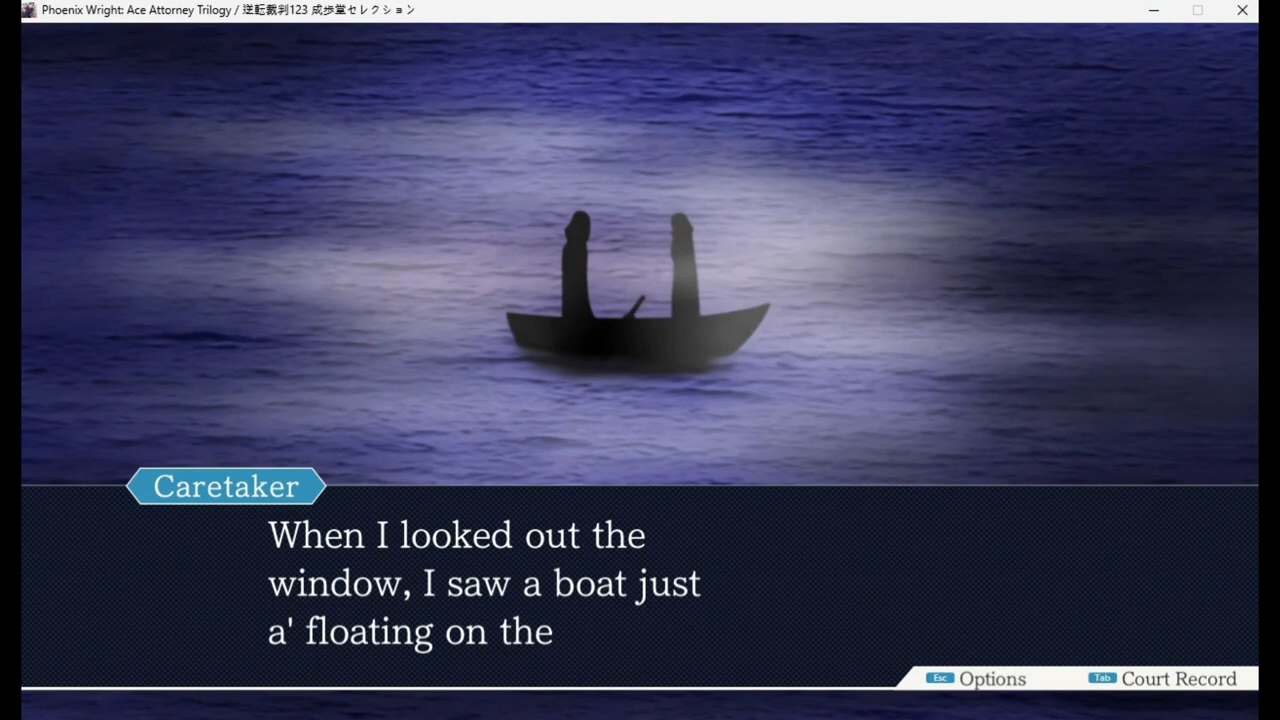 Phoenix Wright: Ace Attorney Trilogy / 逆転裁判123 成歩堂セレクション
Caretaker
When I looked out the
window, I saw a boat just
a' floating on the
Esc Options Tab Court Record